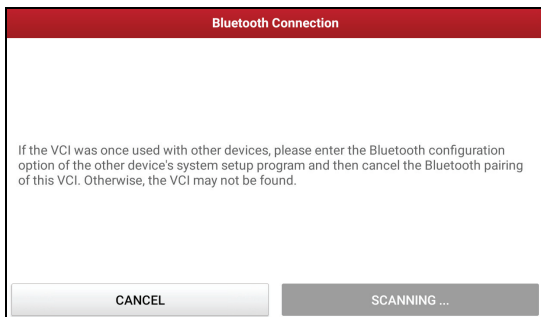 Bluetooth Connection
If the VCI was once used with other devices, please enter the Bluetooth configuration
option of the other device's system setup program and then cancel the Bluetooth pairing
of this VCI. Otherwise, the VCI may not be found.
CANCEL
SCANNING ...